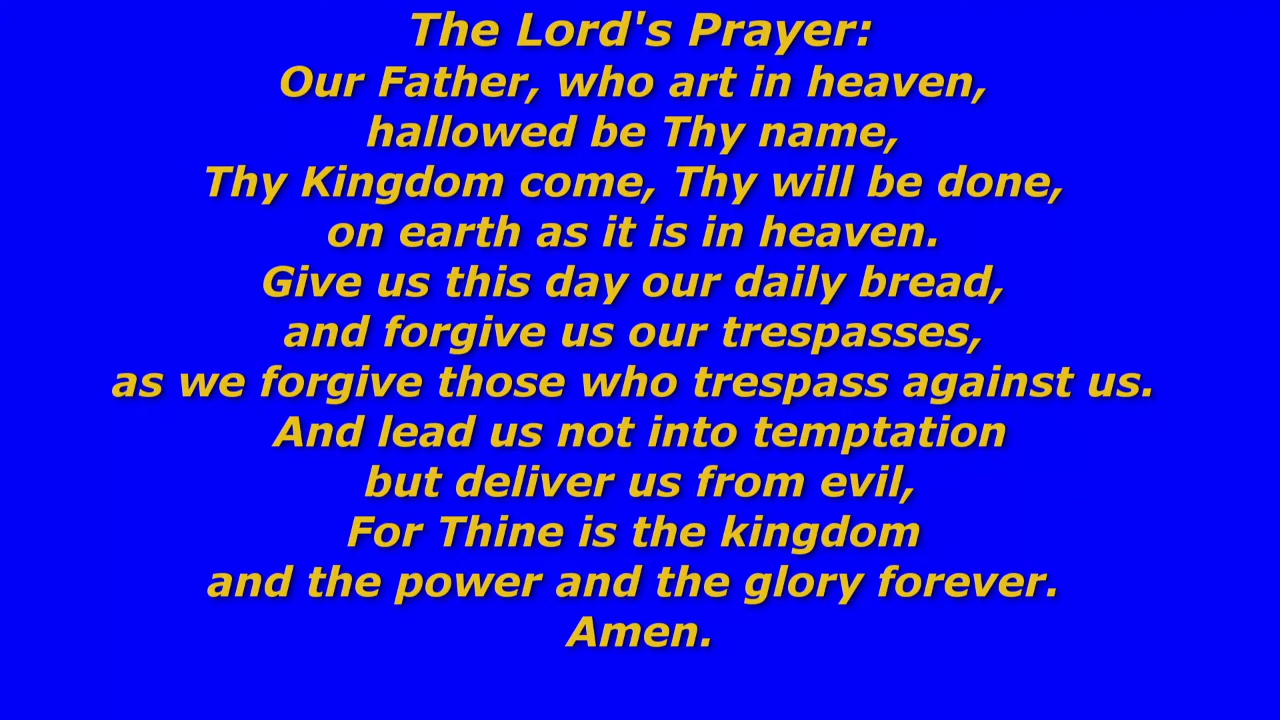 The Lord's Prayer:
Our Father, who art in heaven,
hallowed be Thy name,
Thy Kingdom come, Thy will be done,
on earth as it is in heaven.
Give us this day our daily bread,
and forgive us our trespasses,
as we forgive those who trespass against us.
And lead us not into temptation
but deliver us from evil,
For Thine is the kingdom
and the power and the glory forever.
Amen.